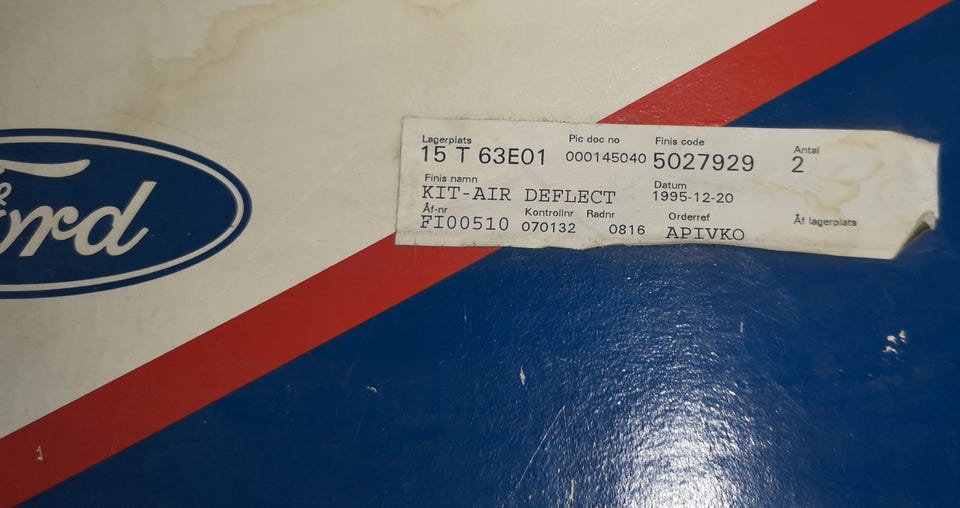 Ford
Lagerplats Pic doc no Finis code Antal
15 T 63E01 000145040 5027929 2
Finis namn Datum
KIT-AIR DEFLECT 1995-12-20
Åf-nr Kontrollnr Radnr Orderref Åf lagerplats
FI00510 070132 0816 APIVKO